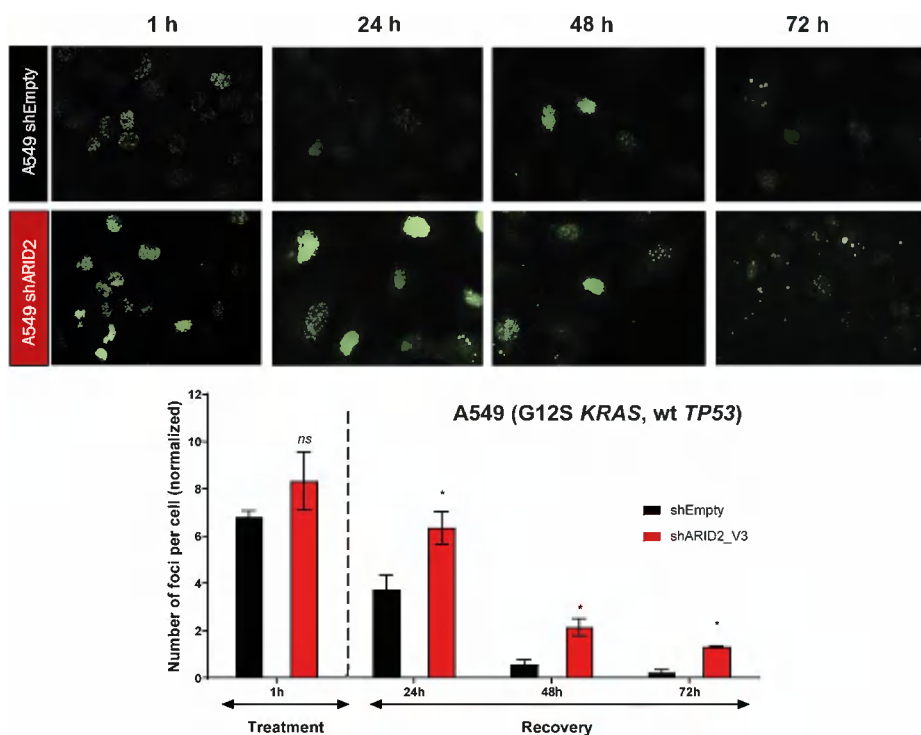 1 h 24 h 48 h 72 h
A549 shEmpty
A549 shARID2
A549 (G12S KRAS, wt TP53)
Number of foci per cell (normalized)
12
10
8
6
4
2
0
ns
*
*
*
shEmpty
shARID2_V3
1h 24h 48h 72h
Treatment Recovery